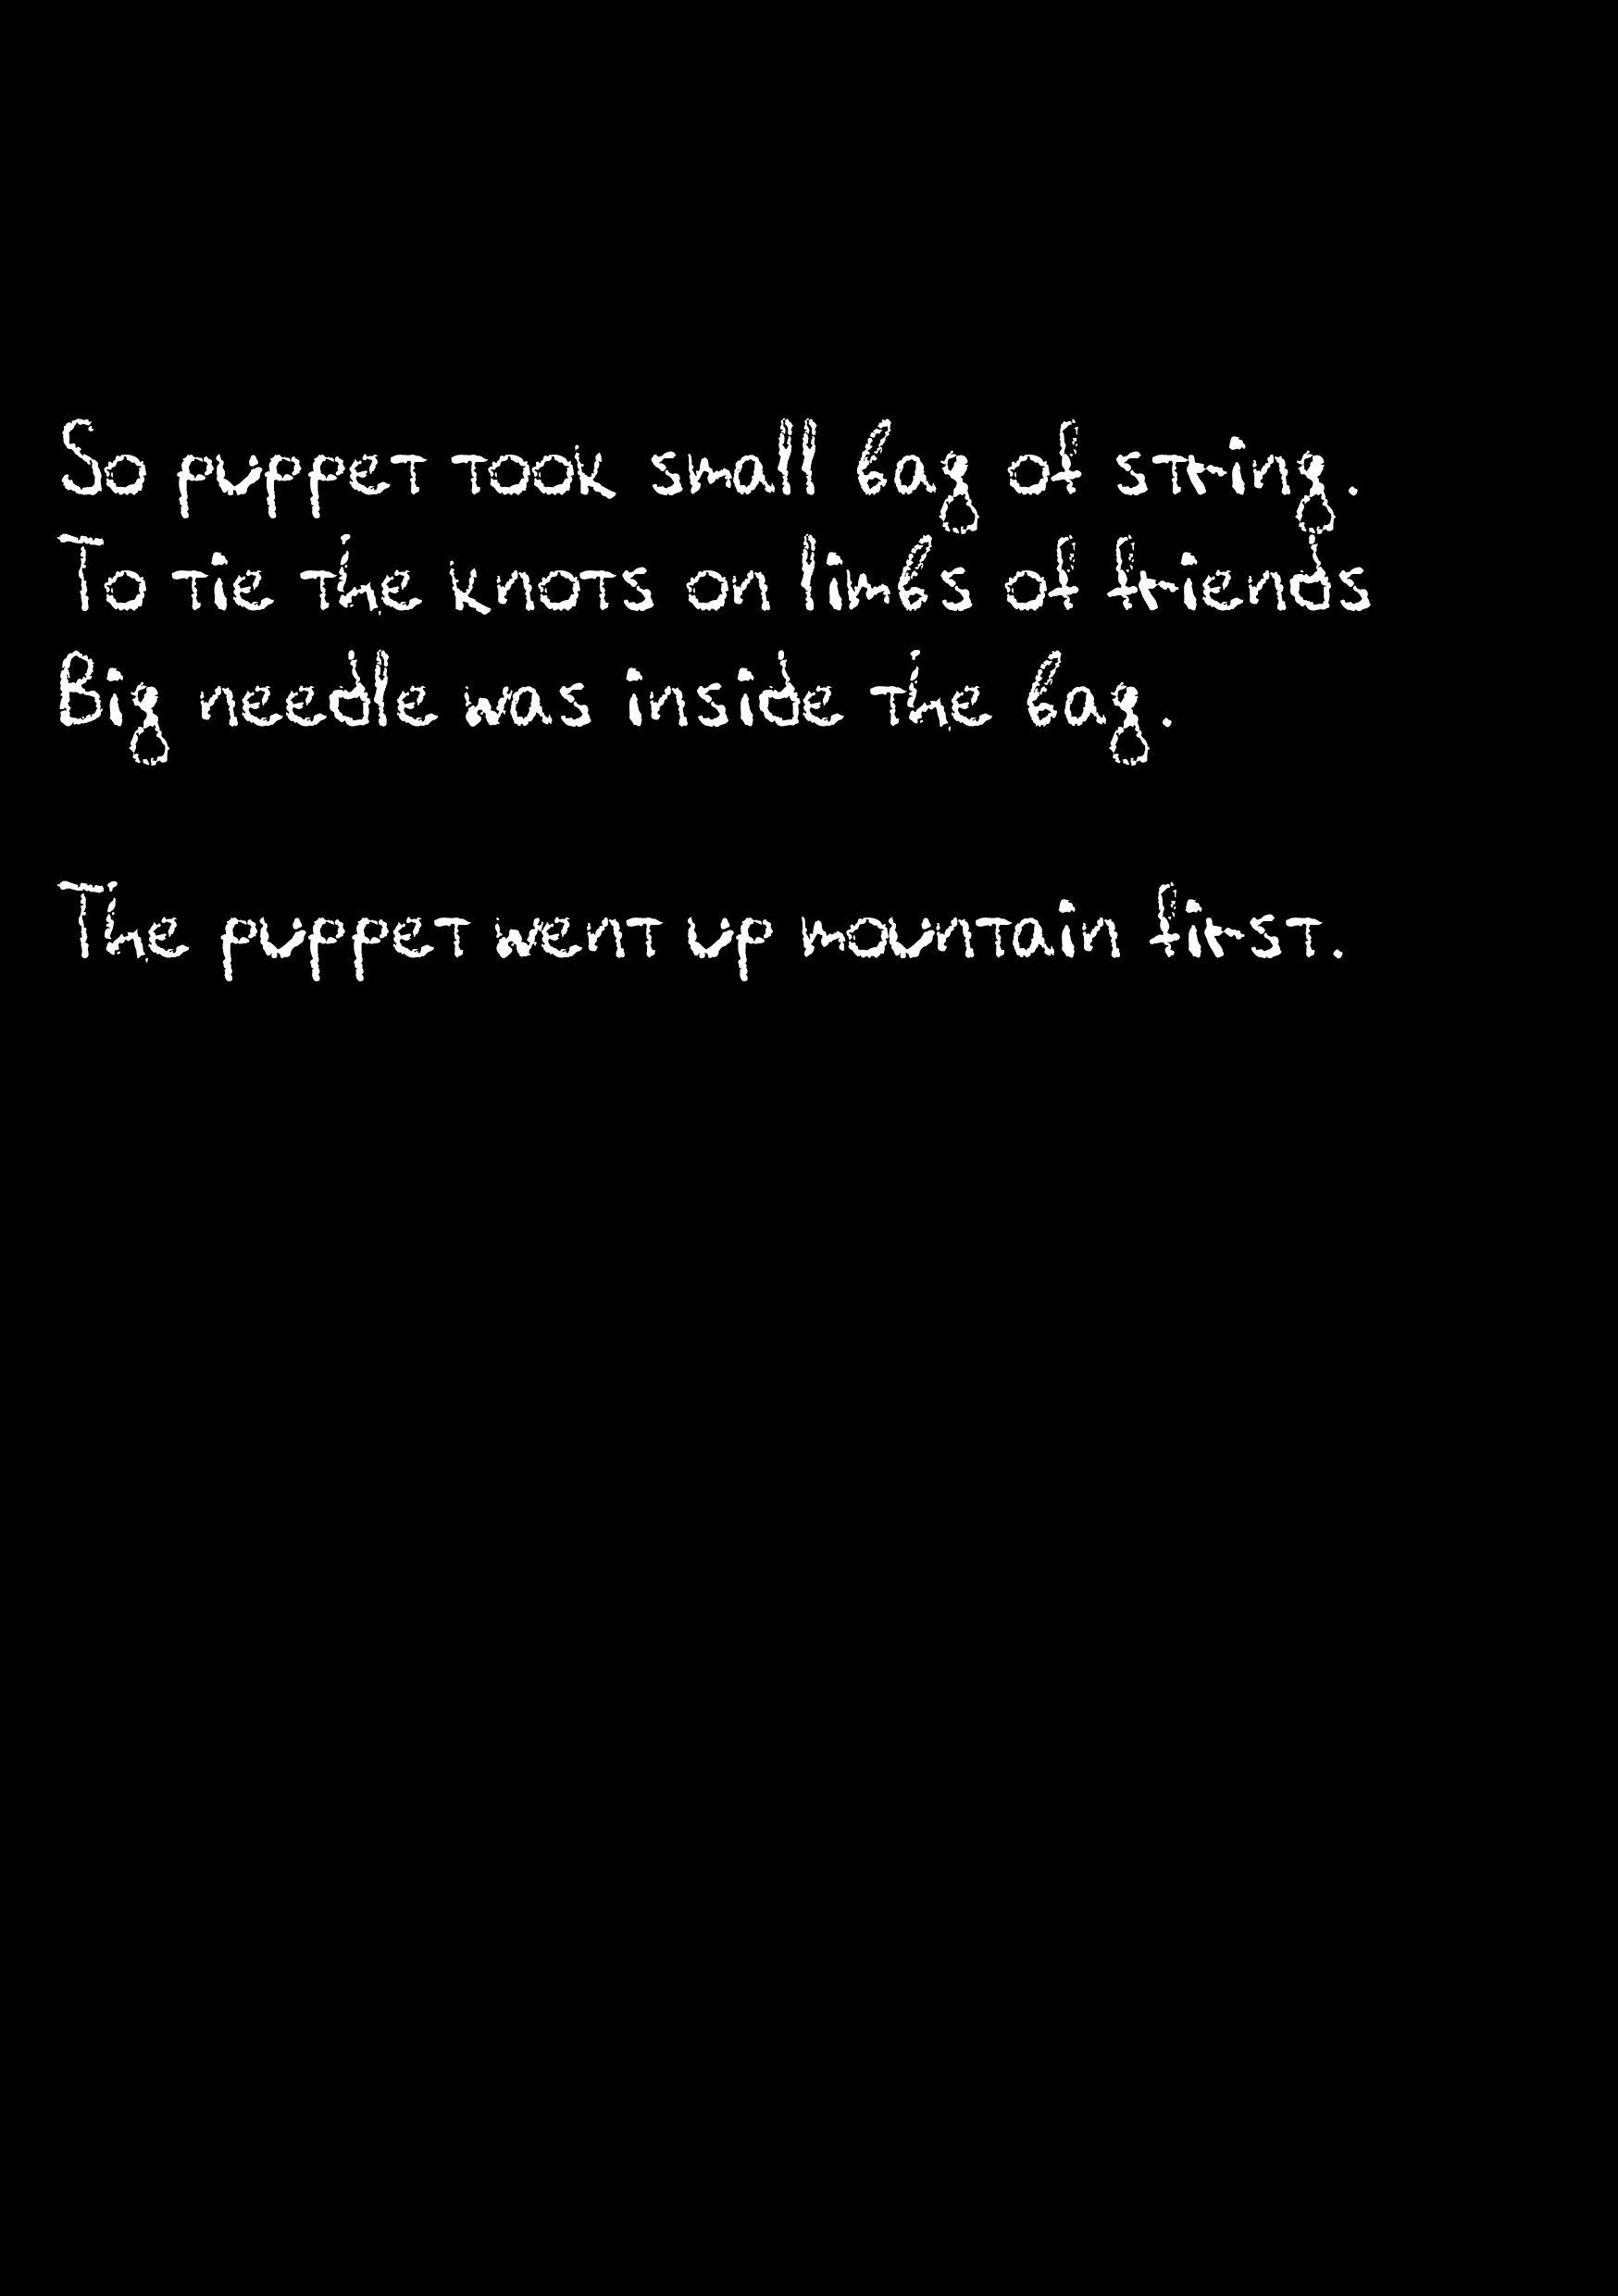 So puppet took small bag of string.
To tie the knots on limbs of friends
Big needle was inside the bag.
The puppet went up mountain first.